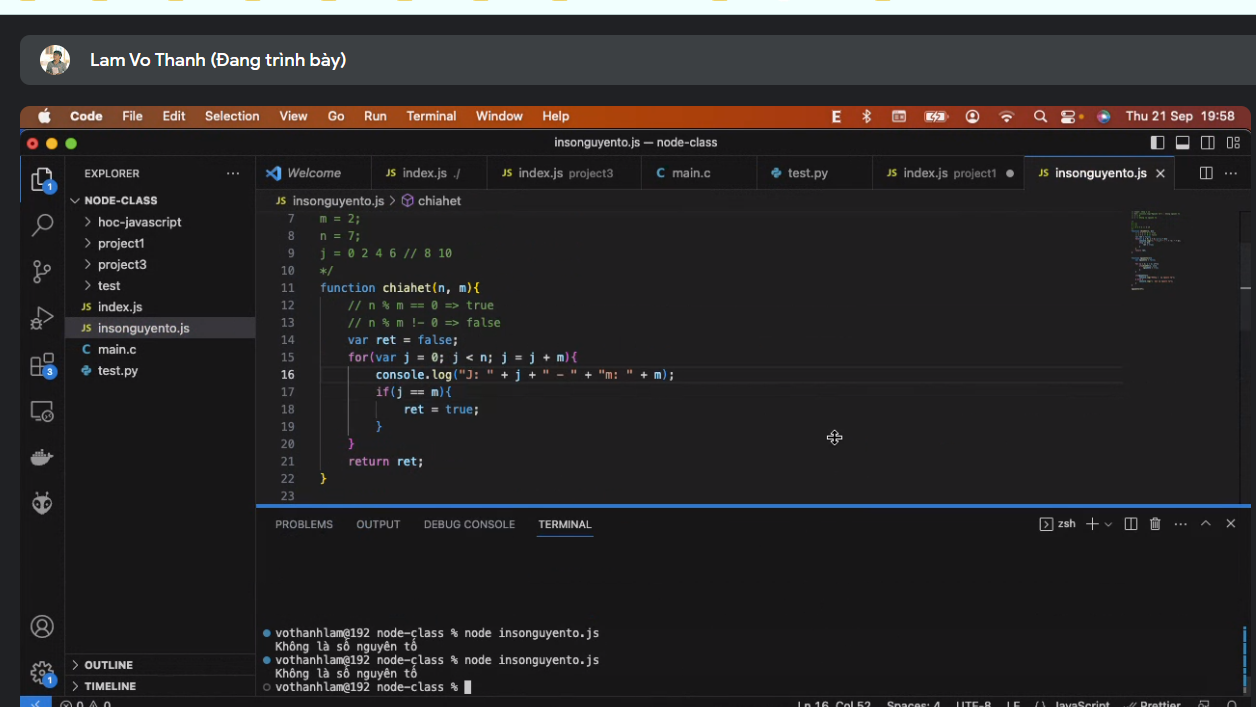 Lam Vo Thanh (Đang trình bày)
Code File Edit Selection View Go Run Terminal Window Help E Thu 21 Sep 19:58
insonguyento.js — node-class
EXPLORER ···
Welcome JS index.js ./ JS index.js project3 C main.c test.py JS index.js project1 JS insonguyento.js
NODE-CLASS
hoc-javascript
project1
project3
test
JS index.js
JS insonguyento.js
C main.c
test.py
OUTLINE
TIMELINE
1
3
1
JS insonguyento.js > chiahet
7 m = 2;
8 n = 7;
9 j = 0 2 4 6 // 8 10
10 */
11 function chiahet(n, m){
12 // n % m == 0 => true
13 // n % m !- 0 => false
14 var ret = false;
15 for(var j = 0; j < n; j = j + m){
16 console.log("J: " + j + " - " + "m: " + m);
17 if(j == m){
18 ret = true;
19 }
20 }
21 return ret;
22 }
23
PROBLEMS OUTPUT DEBUG CONSOLE TERMINAL zsh
vothanhlam@192 node-class % node insonguyento.js
Không là số nguyên tố
vothanhlam@192 node-class % node insonguyento.js
Không là số nguyên tố
vothanhlam@192 node-class %
0 0 Ln 16, Col 52 Spaces: 4 UTF-8 LF JavaScript Prettier